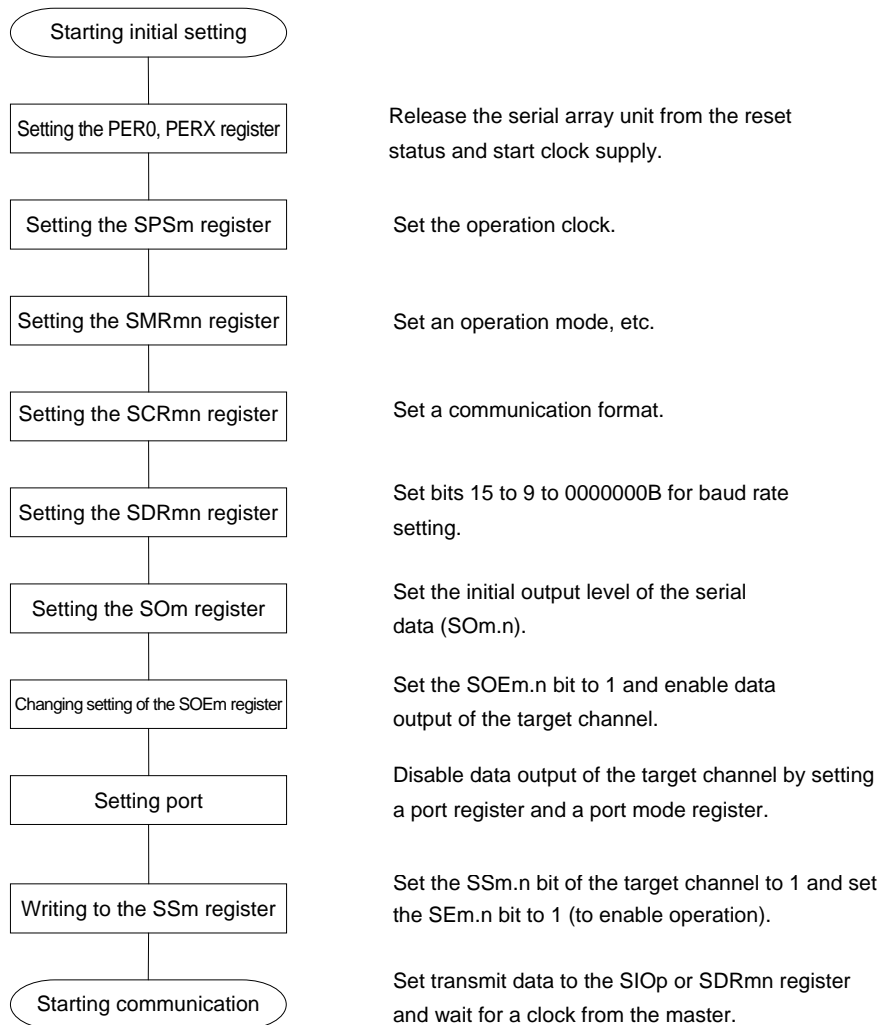 Starting initial setting
Setting the PER0, PERX register
Release the serial array unit from the reset
status and start clock supply.
Setting the SPSm register
Set the operation clock.
Setting the SMRmn register
Set an operation mode, etc.
Setting the SCRmn register
Set a communication format.
Setting the SDRmn register
Set bits 15 to 9 to 0000000B for baud rate
setting.
Setting the SOm register
Set the initial output level of the serial
data (SOm.n).
Changing setting of the SOEm register
Set the SOEm.n bit to 1 and enable data
output of the target channel.
Setting port
Disable data output of the target channel by setting
a port register and a port mode register.
Writing to the SSm register
Set the SSm.n bit of the target channel to 1 and set
the SEm.n bit to 1 (to enable operation).
Starting communication
Set transmit data to the SIOp or SDRmn register
and wait for a clock from the master.